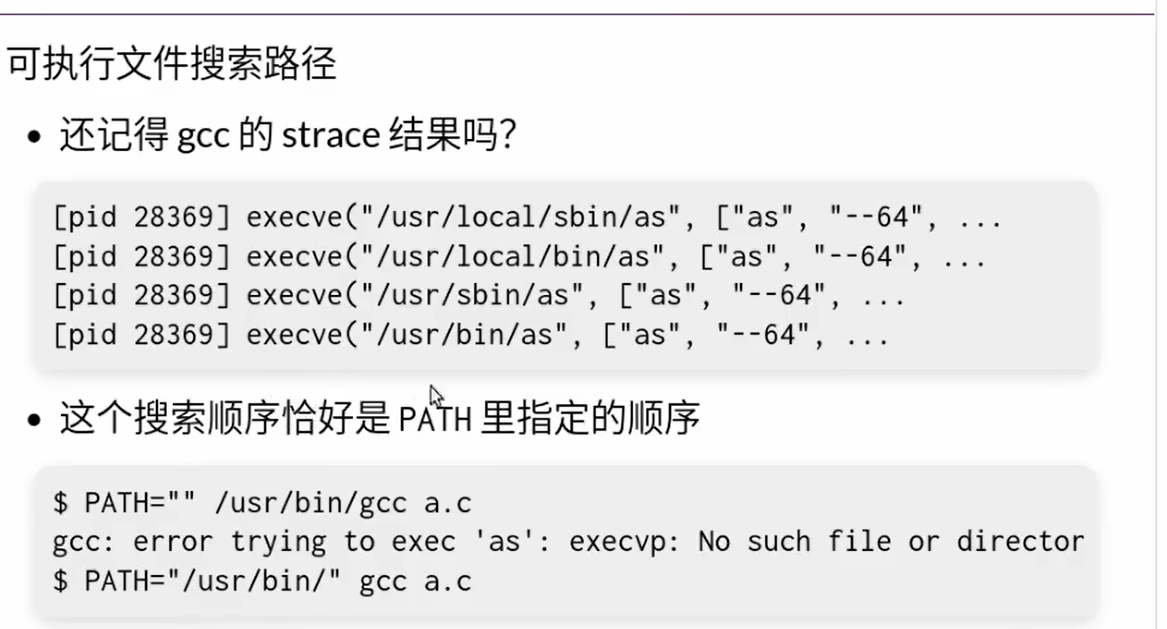 可执行文件搜索路径
• 还记得 gcc 的 strace 结果吗?
[pid 28369] execve("/usr/local/sbin/as", ["as", "--64", ...
[pid 28369] execve("/usr/local/bin/as", ["as", "--64", ...
[pid 28369] execve("/usr/sbin/as", ["as", "--64", ...
[pid 28369] execve("/usr/bin/as", ["as", "--64", ...
• 这个搜索顺序恰好是 PATH 里指定的顺序
$ PATH="" /usr/bin/gcc a.c
gcc: error trying to exec 'as': execvp: No such file or director
$ PATH="/usr/bin/" gcc a.c